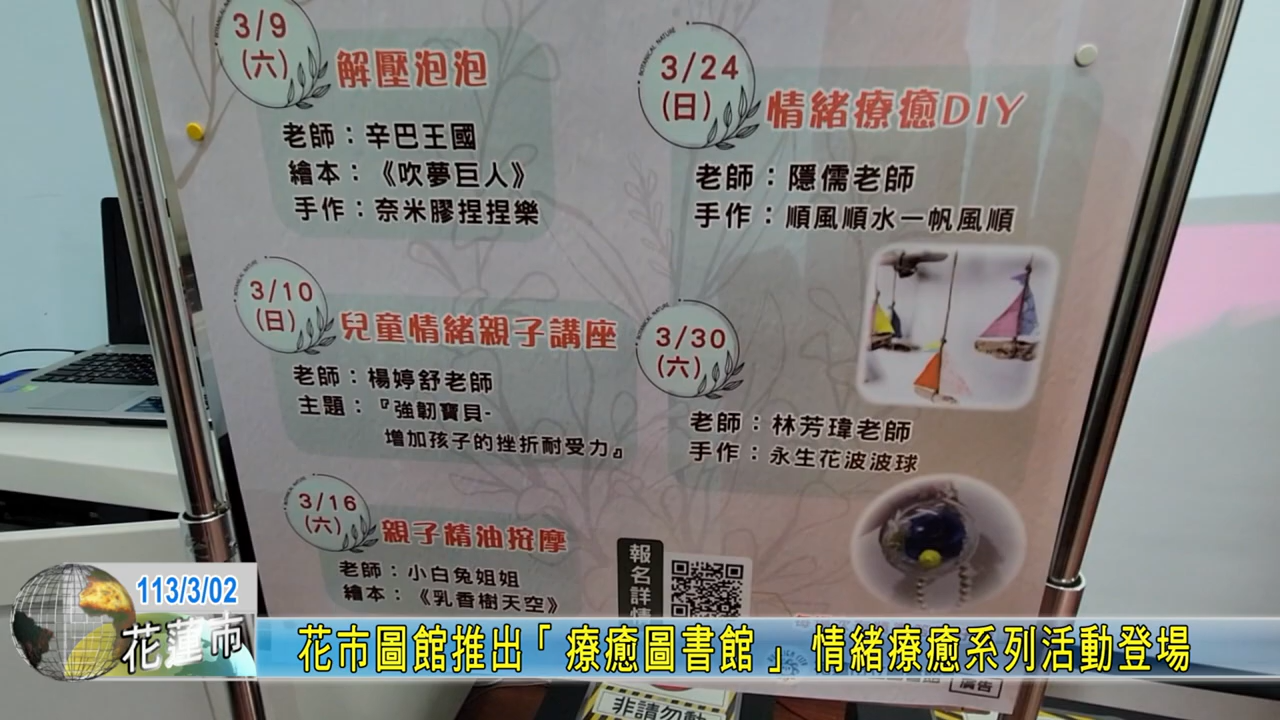 3/9
(六)
解壓泡泡
老師：辛巴王國
繪本：《吹夢巨人》
手作：奈米膠捏捏樂
3/10
(日)
兒童情緒親子講座
老師：楊婷舒老師
主題：『強韌寶貝-
增加孩子的挫折耐受力』
3/16
(六)
親子精油按摩
老師：小白兔姐姐
繪本：《乳香樹天空》
3/24
(日)
情緒療癒DIY
老師：隱儒老師
手作：順風順水一帆風順
3/30
(六)
老師：林芳瑋老師
手作：永生花波波球
報名詳情
廣告
非請勿動
113/3/02
花蓮市
花市圖館推出「療癒圖書館」 情緒療癒系列活動登場